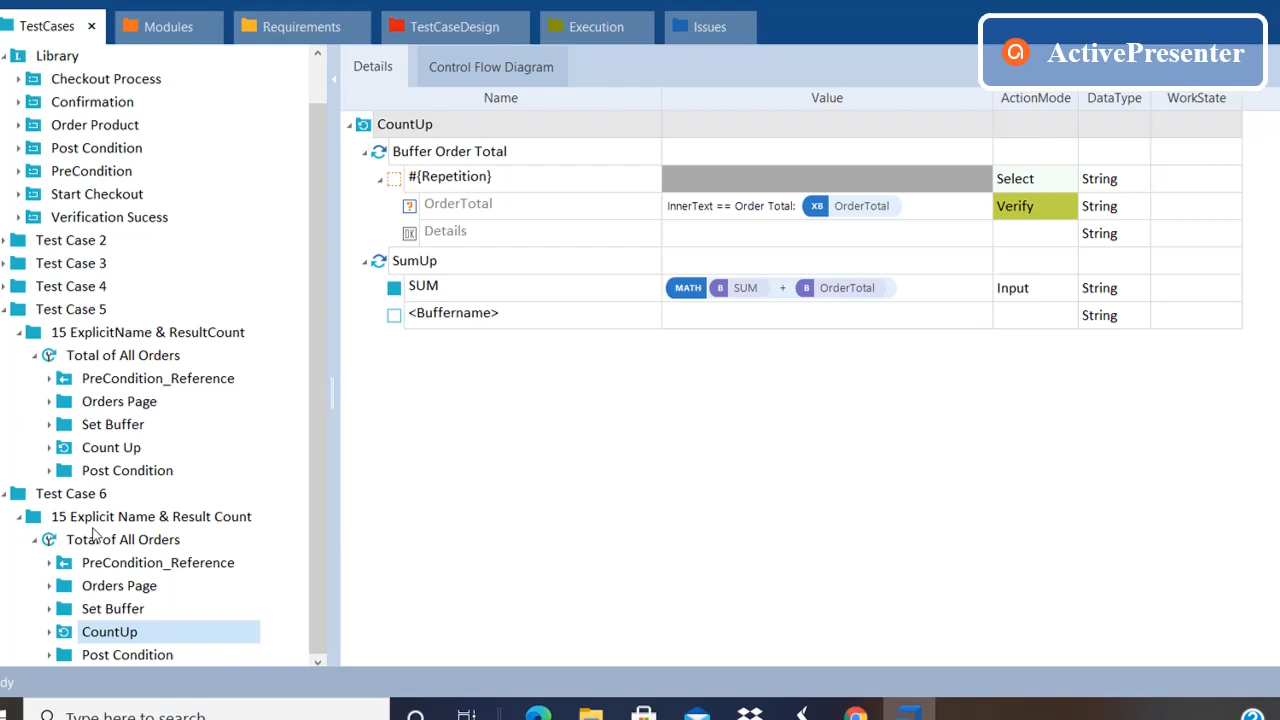 TestCases ×
Modules
Requirements
TestCaseDesign
Execution
Issues
ActivePresenter
L Library
Checkout Process
Confirmation
Order Product
Post Condition
PreCondition
Start Checkout
Verification Sucess
Test Case 2
Test Case 3
Test Case 4
Test Case 5
15 ExplicitName & ResultCount
Total of All Orders
PreCondition_Reference
Orders Page
Set Buffer
Count Up
Post Condition
Test Case 6
15 Explicit Name & Result Count
Total of All Orders
PreCondition_Reference
Orders Page
Set Buffer
CountUp
Post Condition
Details
Control Flow Diagram
Name Value ActionMode DataType WorkState
CountUp
Buffer Order Total
#{Repetition} Select String
OrderTotal InnerText == Order Total: XB OrderTotal Verify String
OK Details String
SumUp
SUM MATH B SUM + B OrderTotal Input String
<Buffername> String
dy
Type here to search